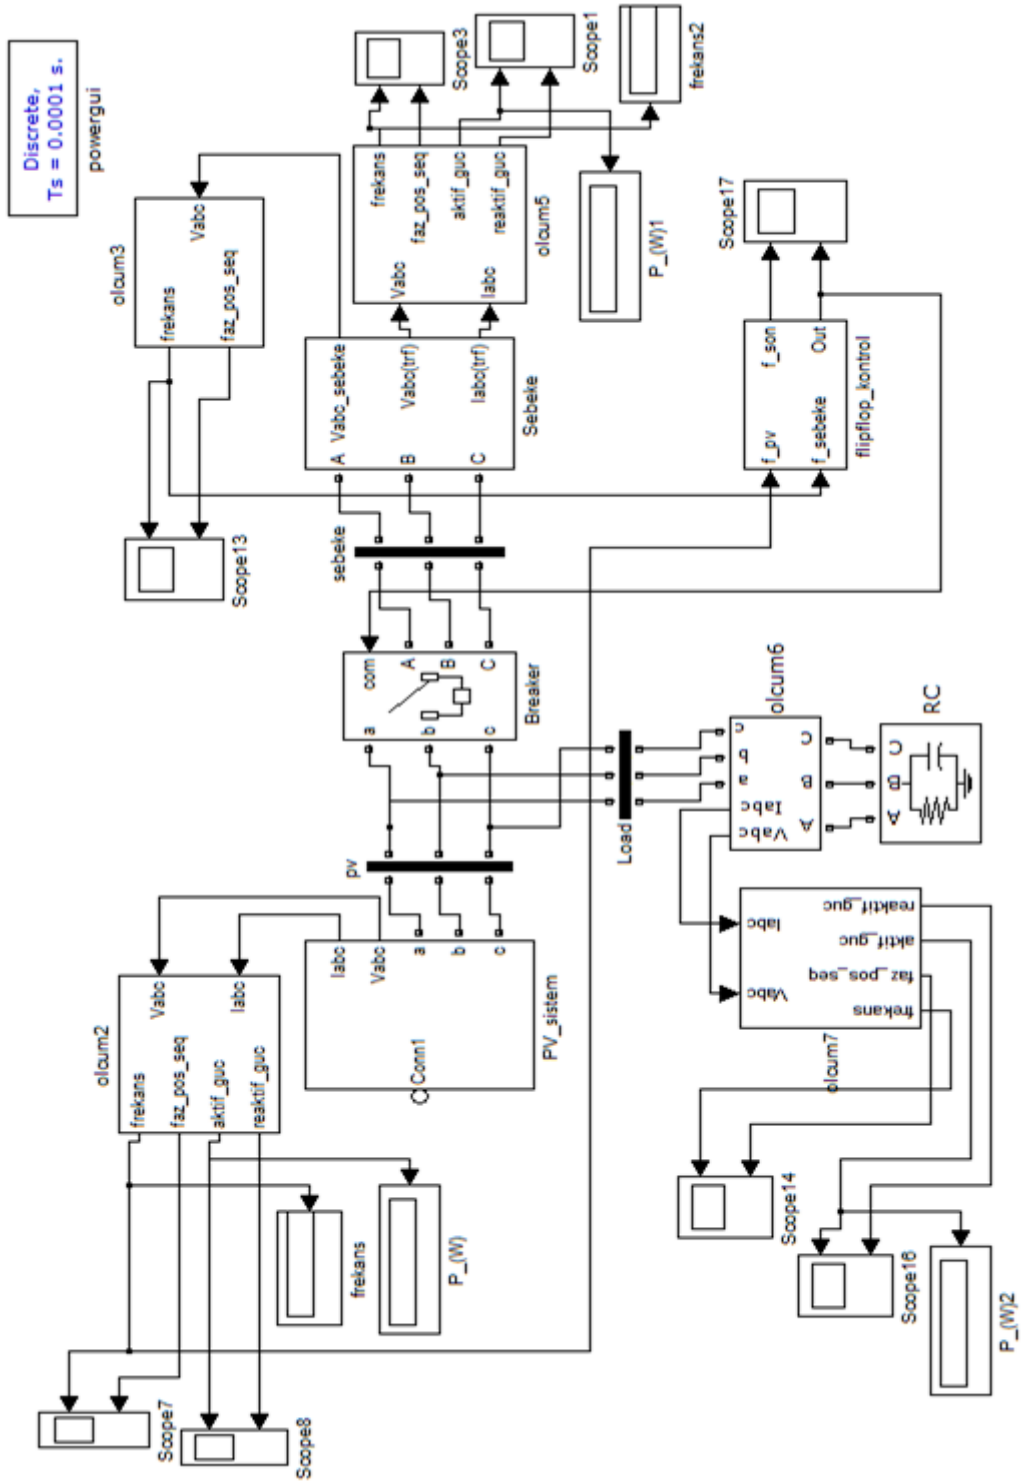 Discrete,
Ts = 0.0001 s.
powergui
Scope7
Scope8
frekans
P_(W)
olcum2
frekans
faz_pos_seq
aktif_guc
reaktif_guc
Vabc
Iabc
PV_sistem
Conn1
Iabc
Vabc
a
b
c
pv
Breaker
com
a
b
c
A
B
C
sebeke
Scope13
olcum3
frekans
faz_pos_seq
Vabc
Sebeke
A
B
C
Vabc_sebeke
Vabc(trf)
Iabc(trf)
olcum5
Vabc
Iabc
frekans
faz_pos_seq
aktif_guc
reaktif_guc
Scope3
Scope1
frekans2
P_(W)1
Scope17
flipflop_kontrol
f_pv
f_sebeke
f_son
Out
Load
olcum6
Vabc
Iabc
a
b
c
A
B
C
RC
A
B
C
olcum7
Vabc
Iabc
frekans
faz_pos_seq
aktif_guc
reaktif_guc
Scope14
Scope16
P_(W)2